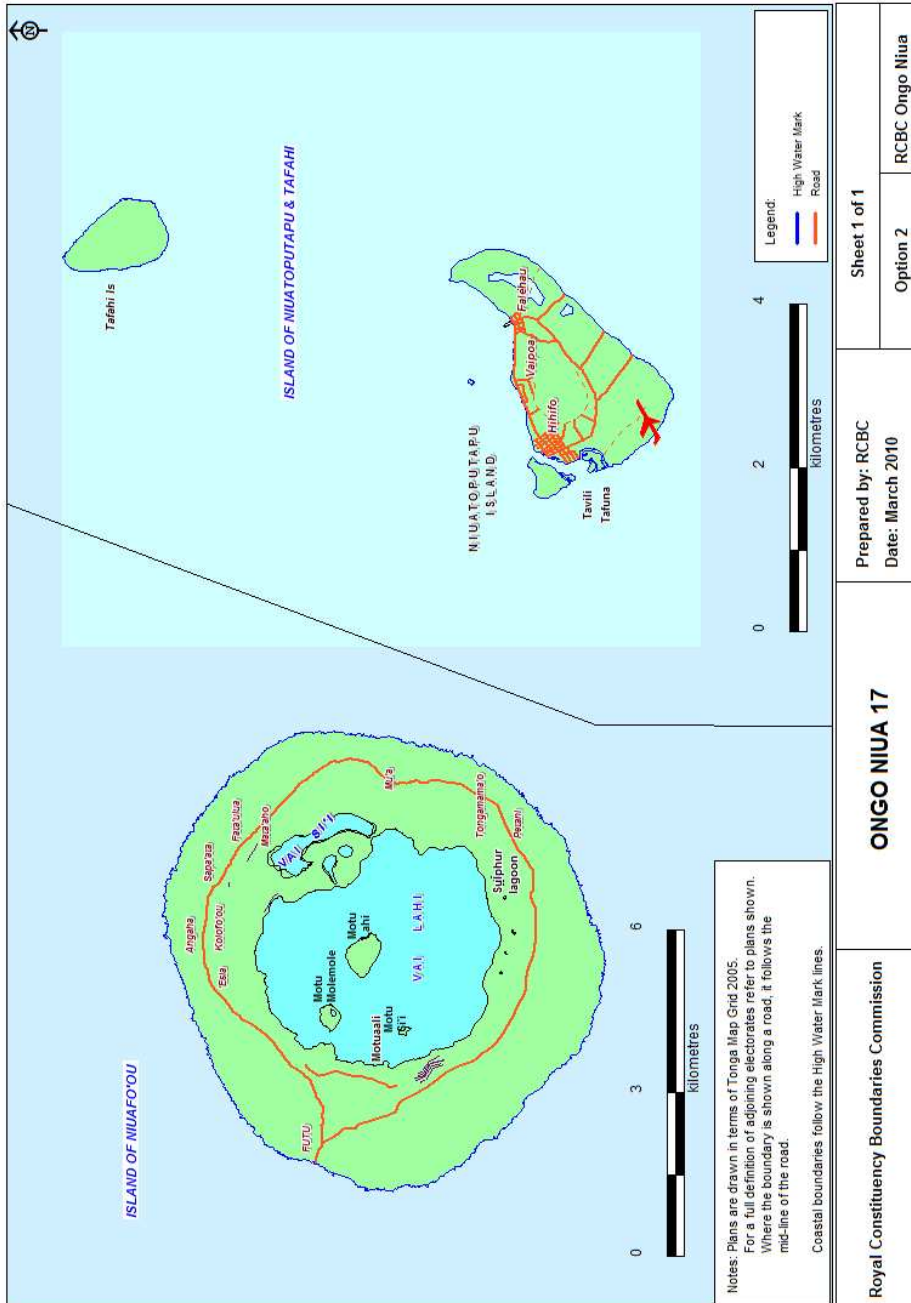 N
ISLAND OF NIUAFO'OU
Angaha
Sapa'ata
Fata'ulua
Kolofo'ou
Mata'aho
'Esia
FUTU
Mu'a
Tongamama'o
Petani
VAI SI'I
Motu
Molemole
Motu
Lahi
Motuaali
Motu
Si'i
VAI LAHI
Sulphur
lagoon
0 3 6
kilometres
Tafahi Is
ISLAND OF NIUATOPUTAPU & TAFAHI
NIUATOPUTAPU
ISLAND
Falehau
Vaipoa
Hihifo
Tavili
Tafuna
0 2 4
kilometres
Legend:
High Water Mark
Road
Notes: Plans are drawn in terms of Tonga Map Grid 2005.
For a full definition of adjoining electorates refer to plans shown.
Where the boundary is shown along a road, it follows the
mid-line of the road.
Coastal boundaries follow the High Water Mark lines.
Royal Constituency Boundaries Commission
ONGO NIUA 17
Prepared by: RCBC
Date: March 2010
Sheet 1 of 1
Option 2
RCBC Ongo Niua